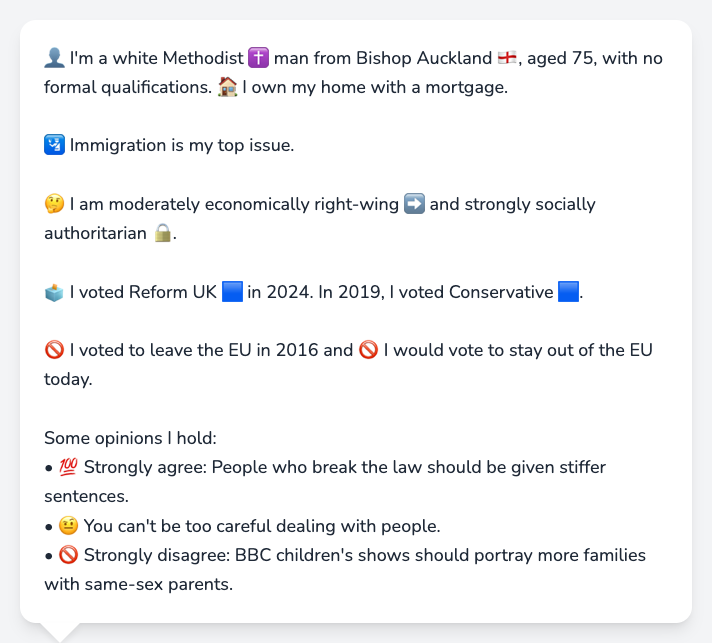 👤 I'm a white Methodist ✝️ man from Bishop Auckland 🏴󠁧󠁢󠁥󠁮󠁧󠁿, aged 75, with no
formal qualifications. 🏠 I own my home with a mortgage.
🛂 Immigration is my top issue.
🤔 I am moderately economically right-wing ➡️ and strongly socially
authoritarian 🔒.
🗳️ I voted Reform UK 🟦 in 2024. In 2019, I voted Conservative 🟦.
🚫 I voted to leave the EU in 2016 and 🚫 I would vote to stay out of the EU
today.
Some opinions I hold:
• 💯 Strongly agree: People who break the law should be given stiffer
sentences.
• 🤨 You can't be too careful dealing with people.
• 🚫 Strongly disagree: BBC children's shows should portray more families
with same-sex parents.